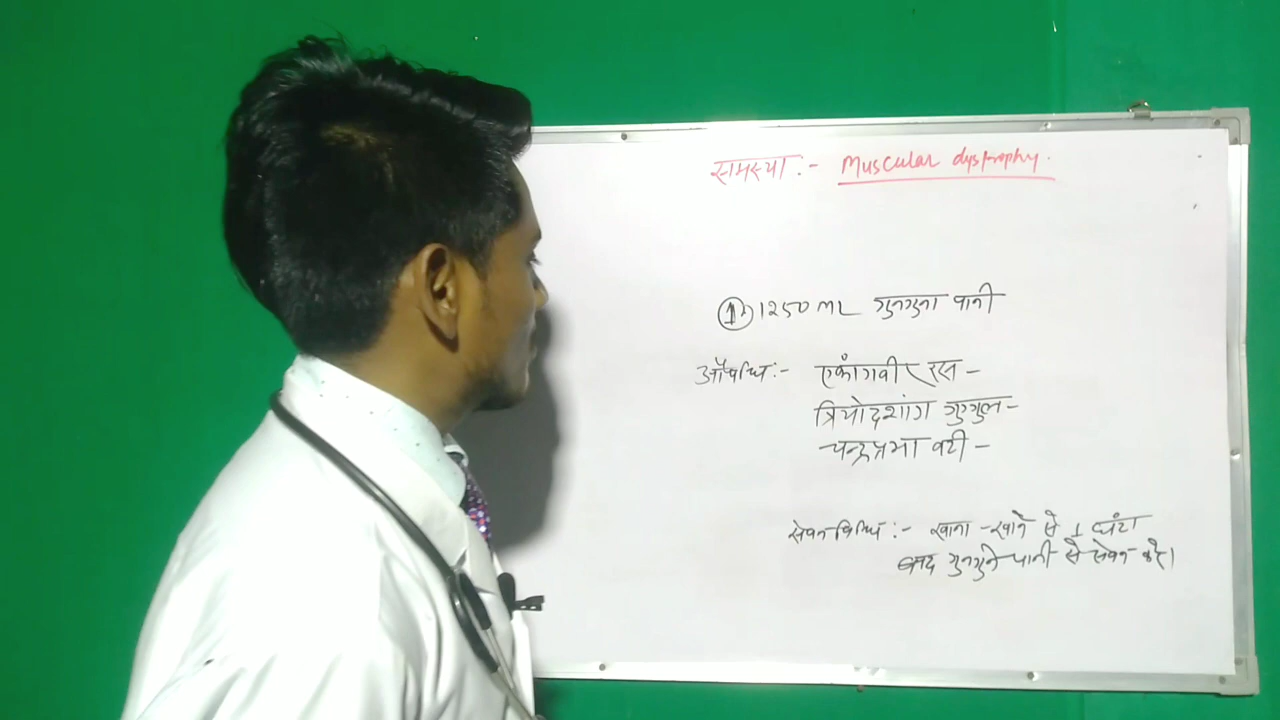 समस्या :- Muscular dystrophy.
① 1250 ML गुनगुना पानी
औषधि :- एकांगवीर रस -
त्रियोदशांग गुग्गुल -
चन्द्रप्रभा वटी -
सेवन विधि :- खाना - खाने से 1 घंटा
बाद गुनगुने पानी से सेवन करे।